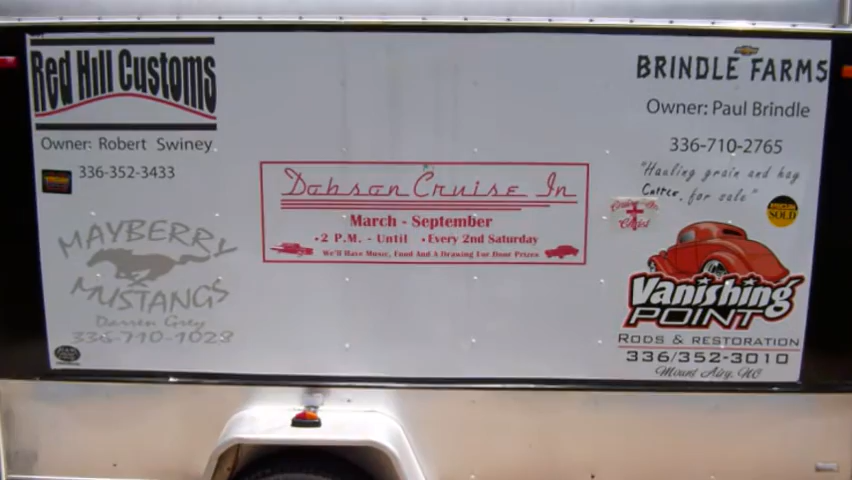 Red Hill Customs
Owner: Robert Swiney
336-352-3433
MAYBERRY
MUSTANGS
Darren Grey
336-710-1028
Dobson Cruise In
March - September
•2 P.M. - Until •Every 2nd Saturday
We'll Have Music, Food And A Drawing For Door Prizes
BRINDLE FARMS
Owner: Paul Brindle
336-710-2765
"Hauling grain and hay
Cattle, for sale"
Cruisin' For
Christ
SOLD
Vanishing
POINT
RODS & RESTORATION
336/352-3010
Mount Airy, NC